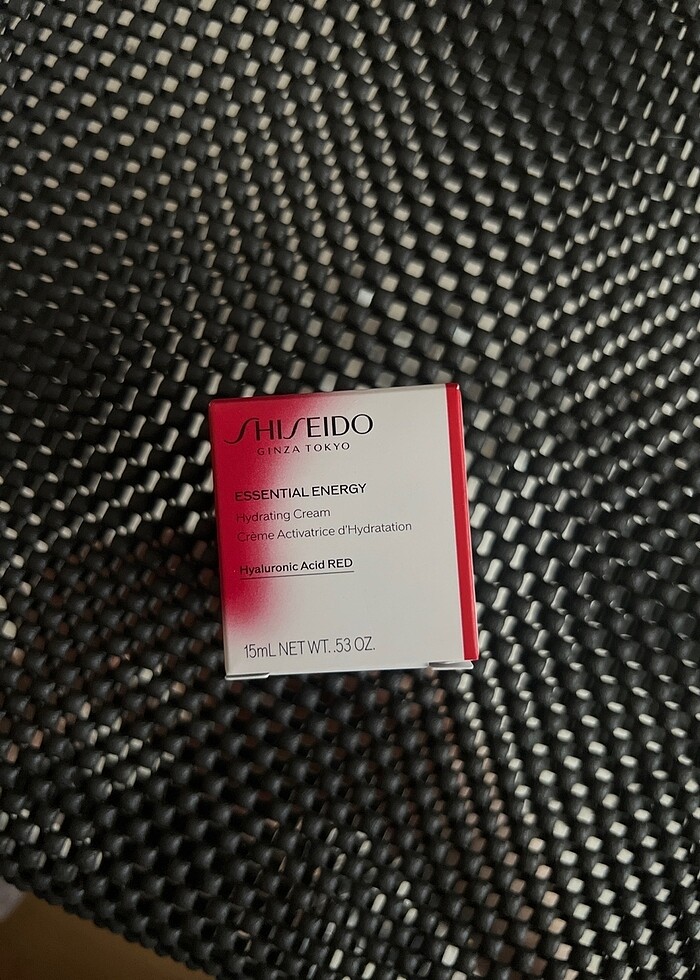 SHISEIDO
GINZA TOKYO
ESSENTIAL ENERGY
Hydrating Cream
Crème Activatrice d'Hydratation
Hyaluronic Acid RED
15mL NET WT. .53 OZ.